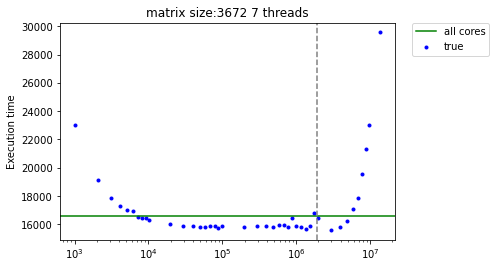 matrix size:3672 7 threads
all cores
true
Execution time
30000
28000
26000
24000
22000
20000
18000
16000
10³ 10⁴ 10⁵ 10⁶ 10⁷